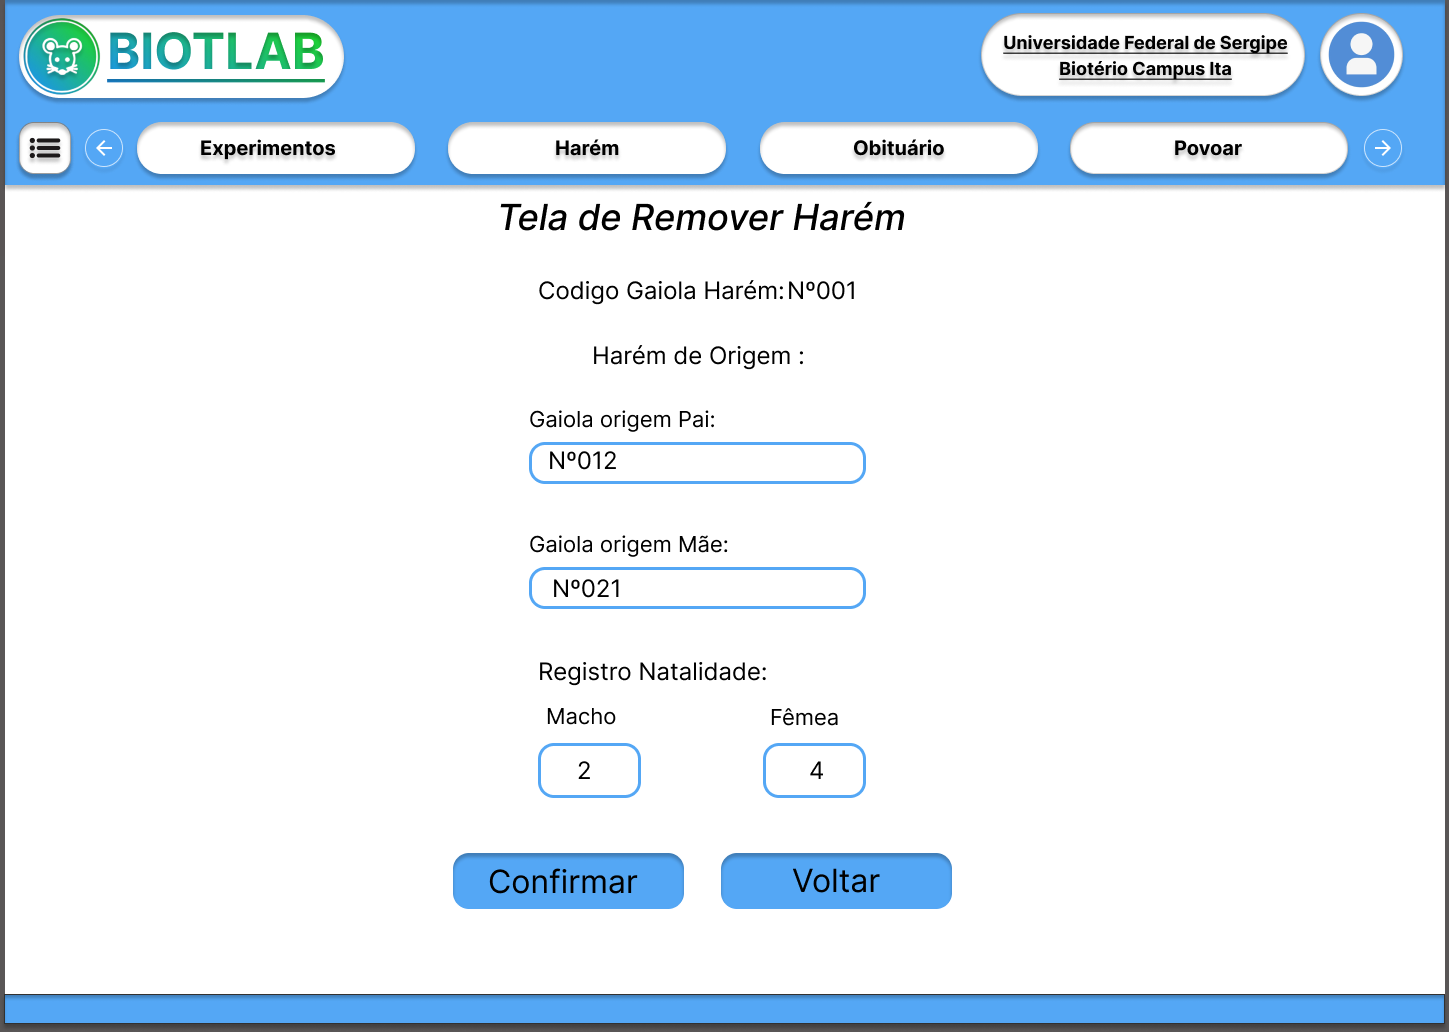 BIOTLAB
Universidade Federal de Sergipe
Biotério Campus Ita
Experimentos
Harém
Obituário
Povoar
Tela de Remover Harém
Codigo Gaiola Harém: Nº001
Harém de Origem :
Gaiola origem Pai:
Nº012
Gaiola origem Mãe:
Nº021
Registro Natalidade:
Macho Fêmea
2 4
Confirmar Voltar